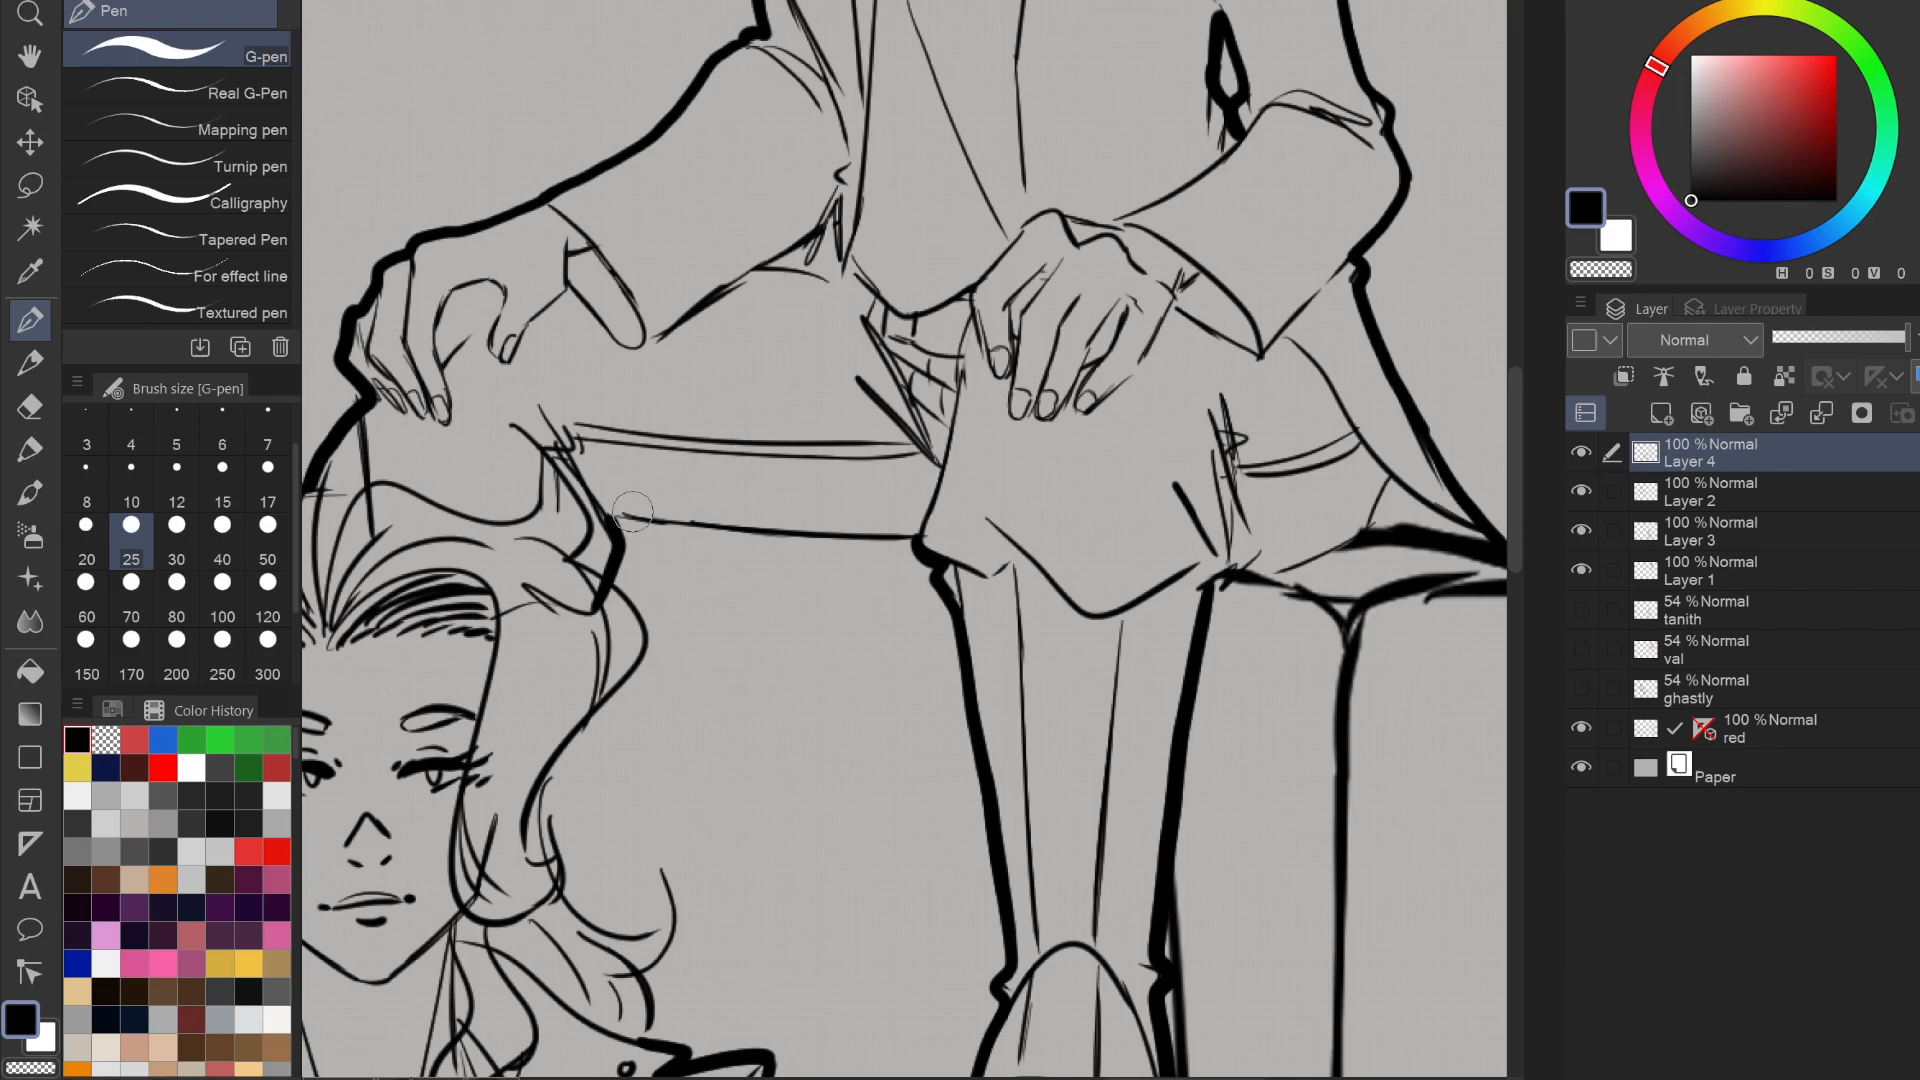 Pen
G-pen
Real G-Pen
Mapping pen
Turnip pen
Calligraphy
Tapered Pen
For effect line
Textured pen
Brush size [G-pen]
3 4 5 6 7
8 10 12 15 17
20 25 30 40 50
60 70 80 100 120
150 170 200 250 300
Color History
H 0 S 0 V 0
Layer Layer Property
Normal
100 % Normal
Layer 4
100 % Normal
Layer 2
100 % Normal
Layer 3
100 % Normal
Layer 1
54 % Normal
tanith
54 % Normal
val
54 % Normal
ghastly
100 % Normal
red
Paper